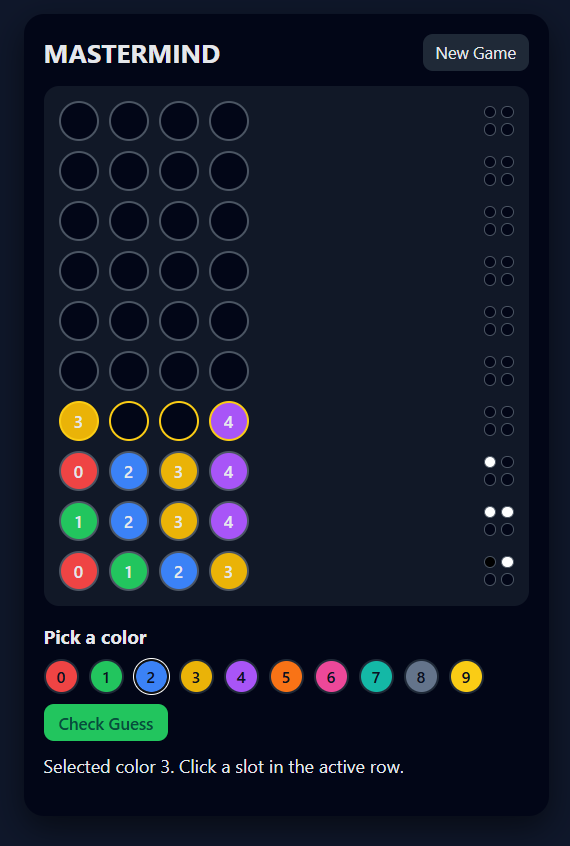 MASTERMIND
New Game
3 4
0 2 3 4
1 2 3 4
0 1 2 3
Pick a color
0 1 2 3 4 5 6 7 8 9
Check Guess
Selected color 3. Click a slot in the active row.